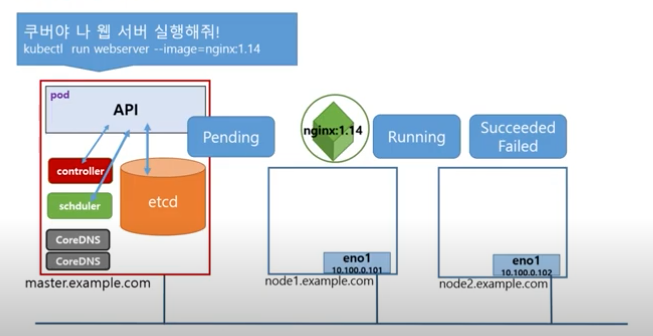 쿠버야 나 웹 서버 실행해줘!
kubectl run webserver --image=nginx:1.14
pod
API
Pending
nginx:1.14
Running
Succeeded
Failed
controller
etcd
schduler
CoreDNS
CoreDNS
eno1
10.100.0.101
eno1
10.100.0.102
master.example.com
node1.example.com
node2.example.com